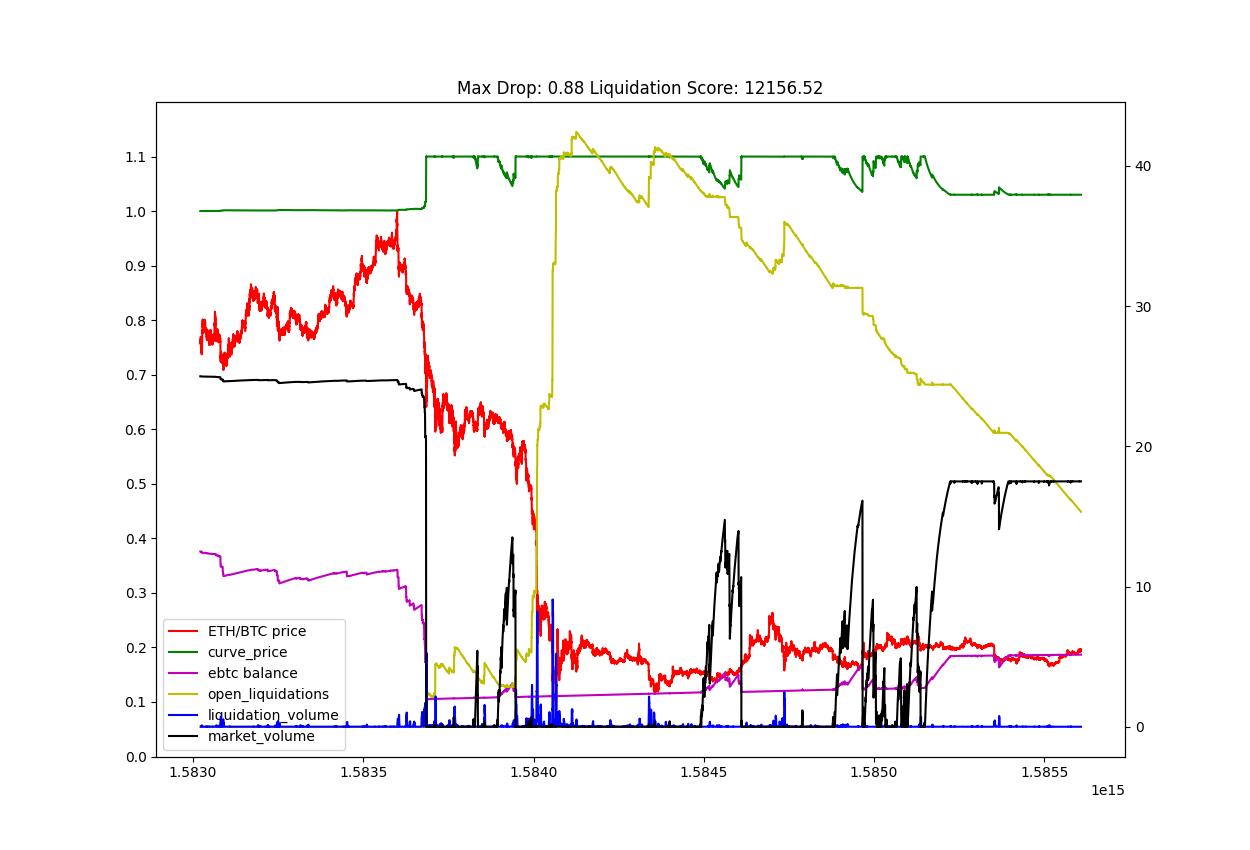 Max Drop: 0.88 Liquidation Score: 12156.52
1.1
1.0
0.9
0.8
0.7
0.6
0.5
0.4
0.3
0.2
0.1
0.0
40
30
20
10
0
ETH/BTC price
curve_price
ebtc balance
open_liquidations
liquidation_volume
market_volume
1.5830 1.5835 1.5840 1.5845 1.5850 1.5855
1e15